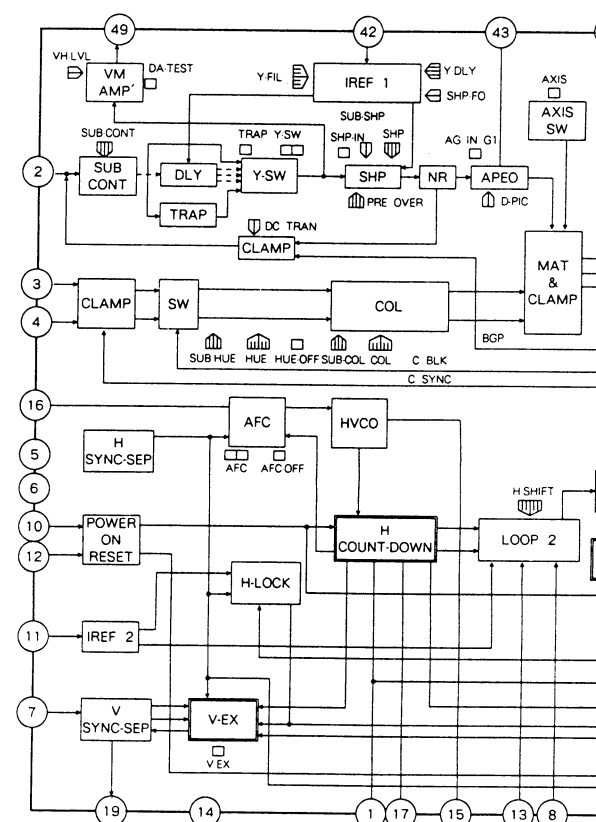 49
42
43
VH·LVL
VM
AMP'
DA·TEST
Y·FIL
IREF 1
Y·DLY
SHP·FO
SUB·SHP
AXIS
AXIS
SW
SUB·CONT
TRAP Y·SW
SHP·IN
SHP
AG IN G1
2
SUB
CONT
DLY
Y·SW
SHP
NR
APEO
TRAP
PRE OVER
D·PIC
DC TRAN
CLAMP
MAT
&
CLAMP
3
4
CLAMP
SW
COL
BGP
SUB HUE
HUE
HUE·OFF
SUB·COL
COL
C BLK
C SYNC
16
AFC
HVCO
5
H
SYNC·SEP
AFC
AFC OFF
6
H SHIFT
10
POWER
ON
RESET
H
COUNT·DOWN
LOOP 2
12
H·LOCK
11
IREF 2
7
V
SYNC·SEP
V·EX
V EX
19
14
1
17
15
13
8